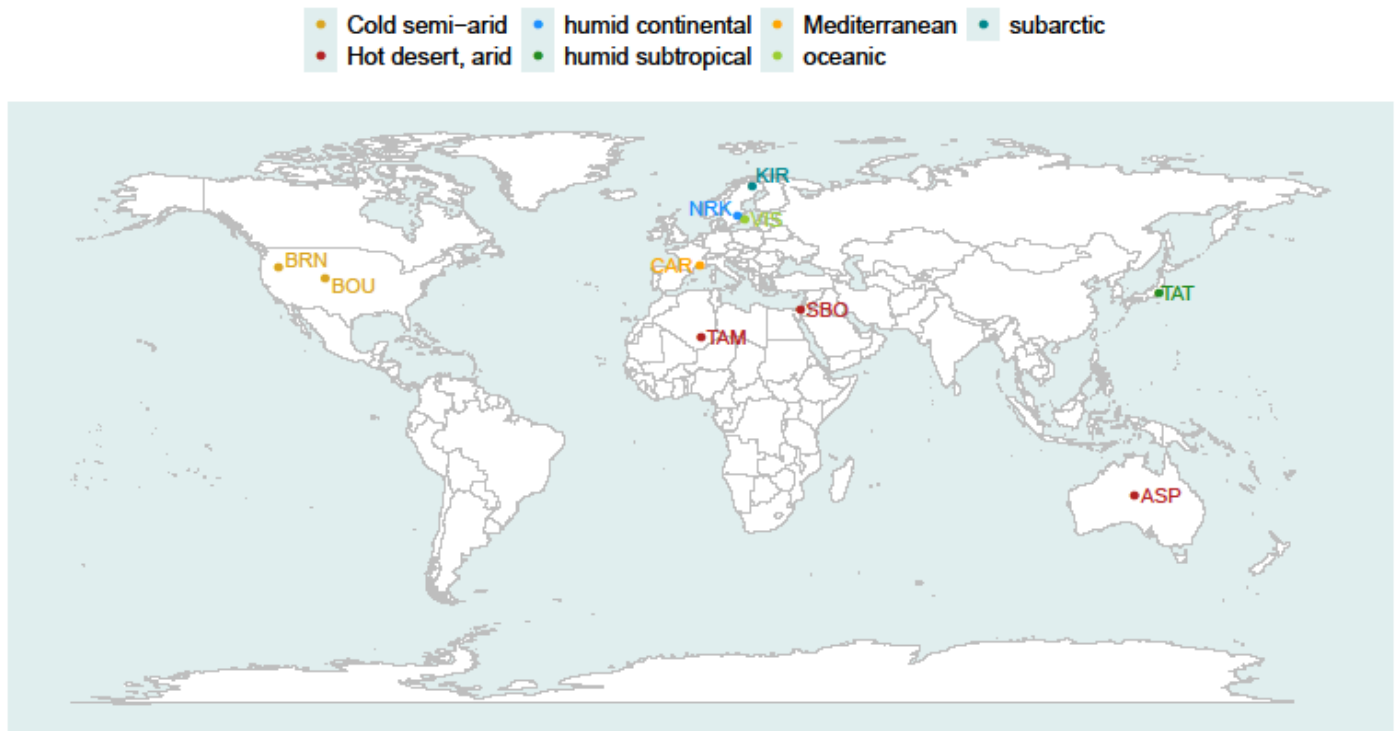 Cold semi−arid humid continental Mediterranean subarctic
Hot desert, arid humid subtropical oceanic
KIR
NRK VIS
BRN CAR
BOU TAT
SBO
TAM
ASP